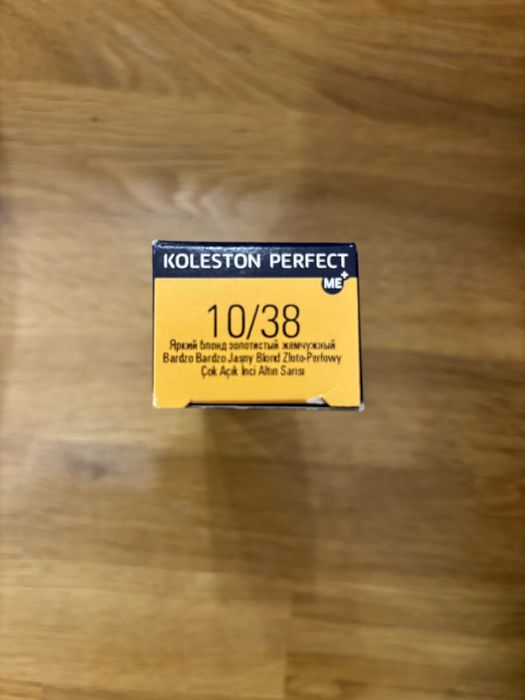 KOLESTON PERFECT
ME+
10/38
Яркий блонд золотистый жемчужный
Bardzo Bardzo Jasny Blond Złoto-Perłowy
Çok Açık İnci Altın Sarısı